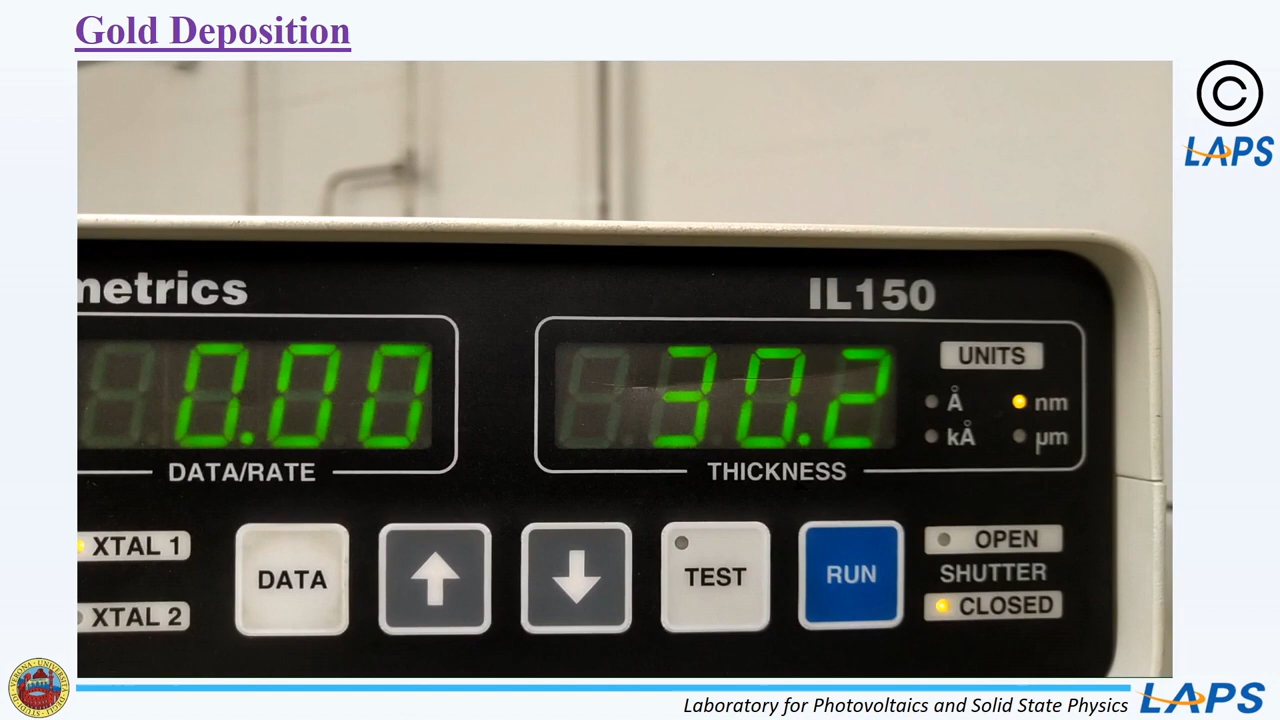 Gold Deposition
©
LAPS
metrics
IL150
0.00
30.2
UNITS
Å
nm
kÅ
µm
DATA/RATE
THICKNESS
XTAL 1
XTAL 2
DATA
TEST
RUN
OPEN
SHUTTER
CLOSED
Laboratory for Photovoltaics and Solid State Physics
LAPS